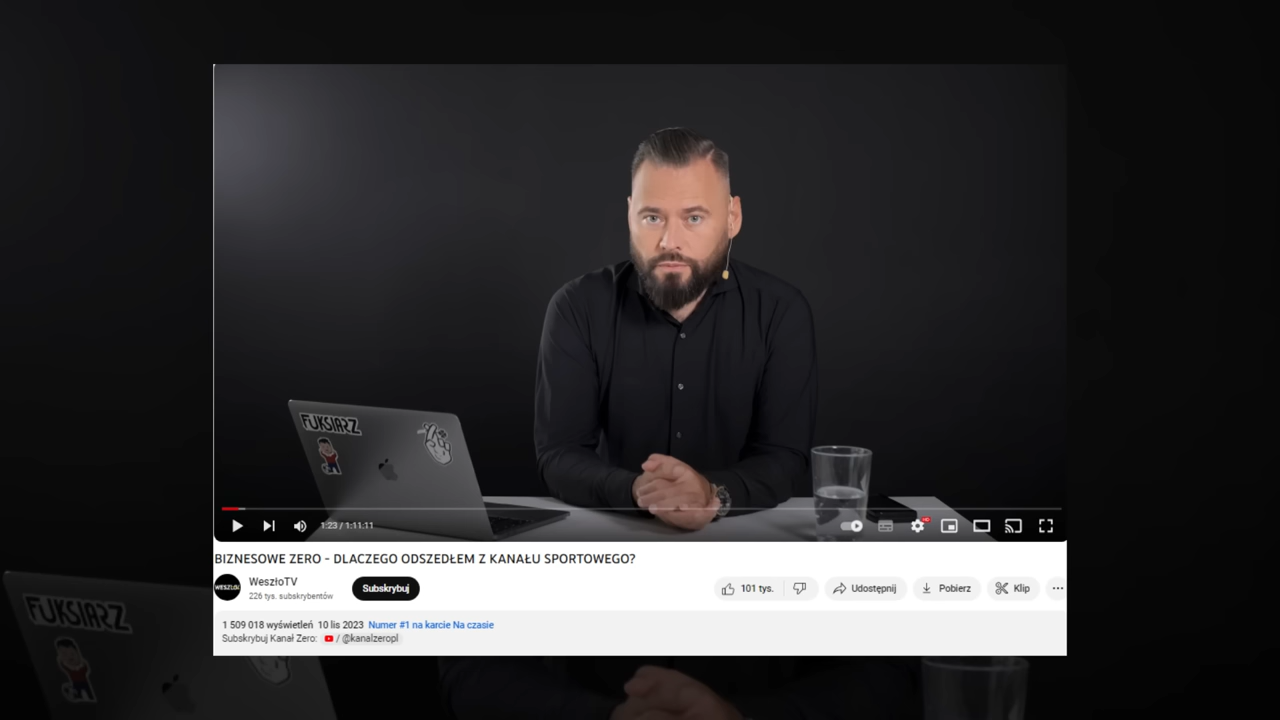 FUKSIARZ
1:23 / 1:11:11
HD
BIZNESOWE ZERO - DLACZEGO ODSZEDŁEM Z KANAŁU SPORTOWEGO?
WESZŁO!
WeszłoTV
226 tys. subskrybentów
Subskrybuj
101 tys.
Udostępnij
Pobierz
Klip
1 509 018 wyświetleń 10 lis 2023 Numer #1 na karcie Na czasie
Subskrybuj Kanał Zero: / @kanalzeropl
FUKSIARZ